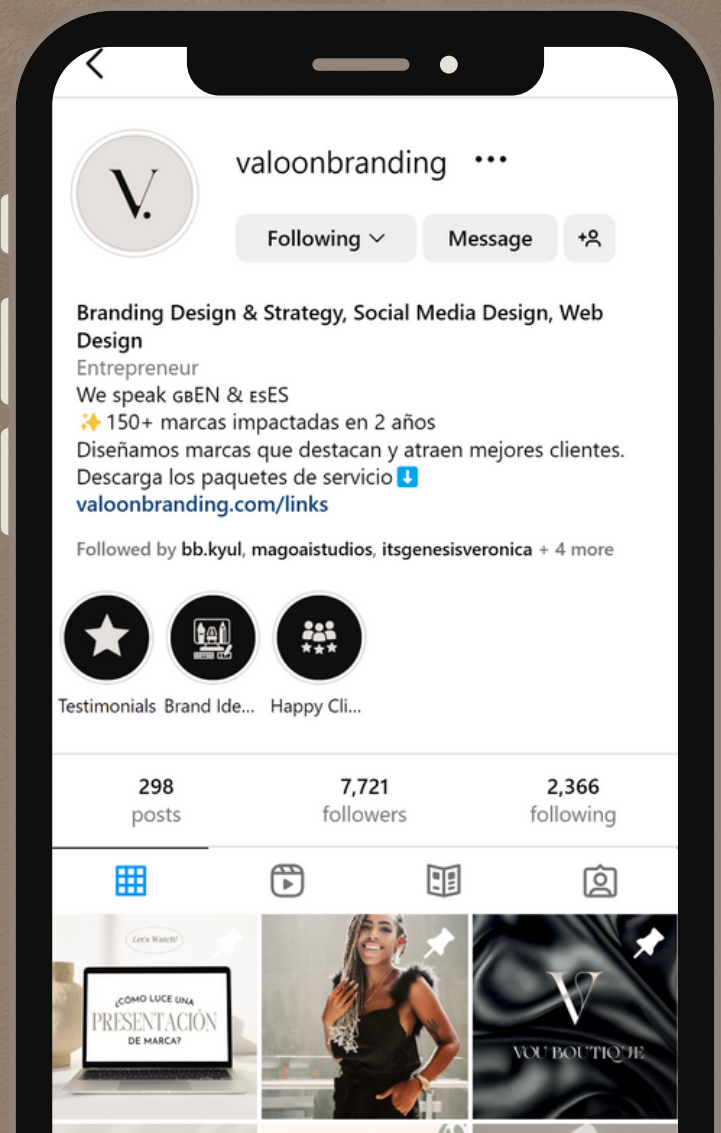 valoonbranding
V.
Following
Message
Branding Design & Strategy, Social Media Design, Web
Design
Entrepreneur
We speak ɢʙEN & ᴇsES
✨150+ marcas impactadas en 2 años
Diseñamos marcas que destacan y atraen mejores clientes.
Descarga los paquetes de servicio⬇️
valoonbranding.com/links
Followed by bb.kyul, magoaistudios, itsgenesisveronica + 4 more
Testimonials Brand Ide... Happy Cli...
298 7,721 2,366
posts followers following
Let's Watch!
¿CÓMO LUCE UNA
PRESENTACIÓN
DE MARCA?
V
VOU BOUTIQUE